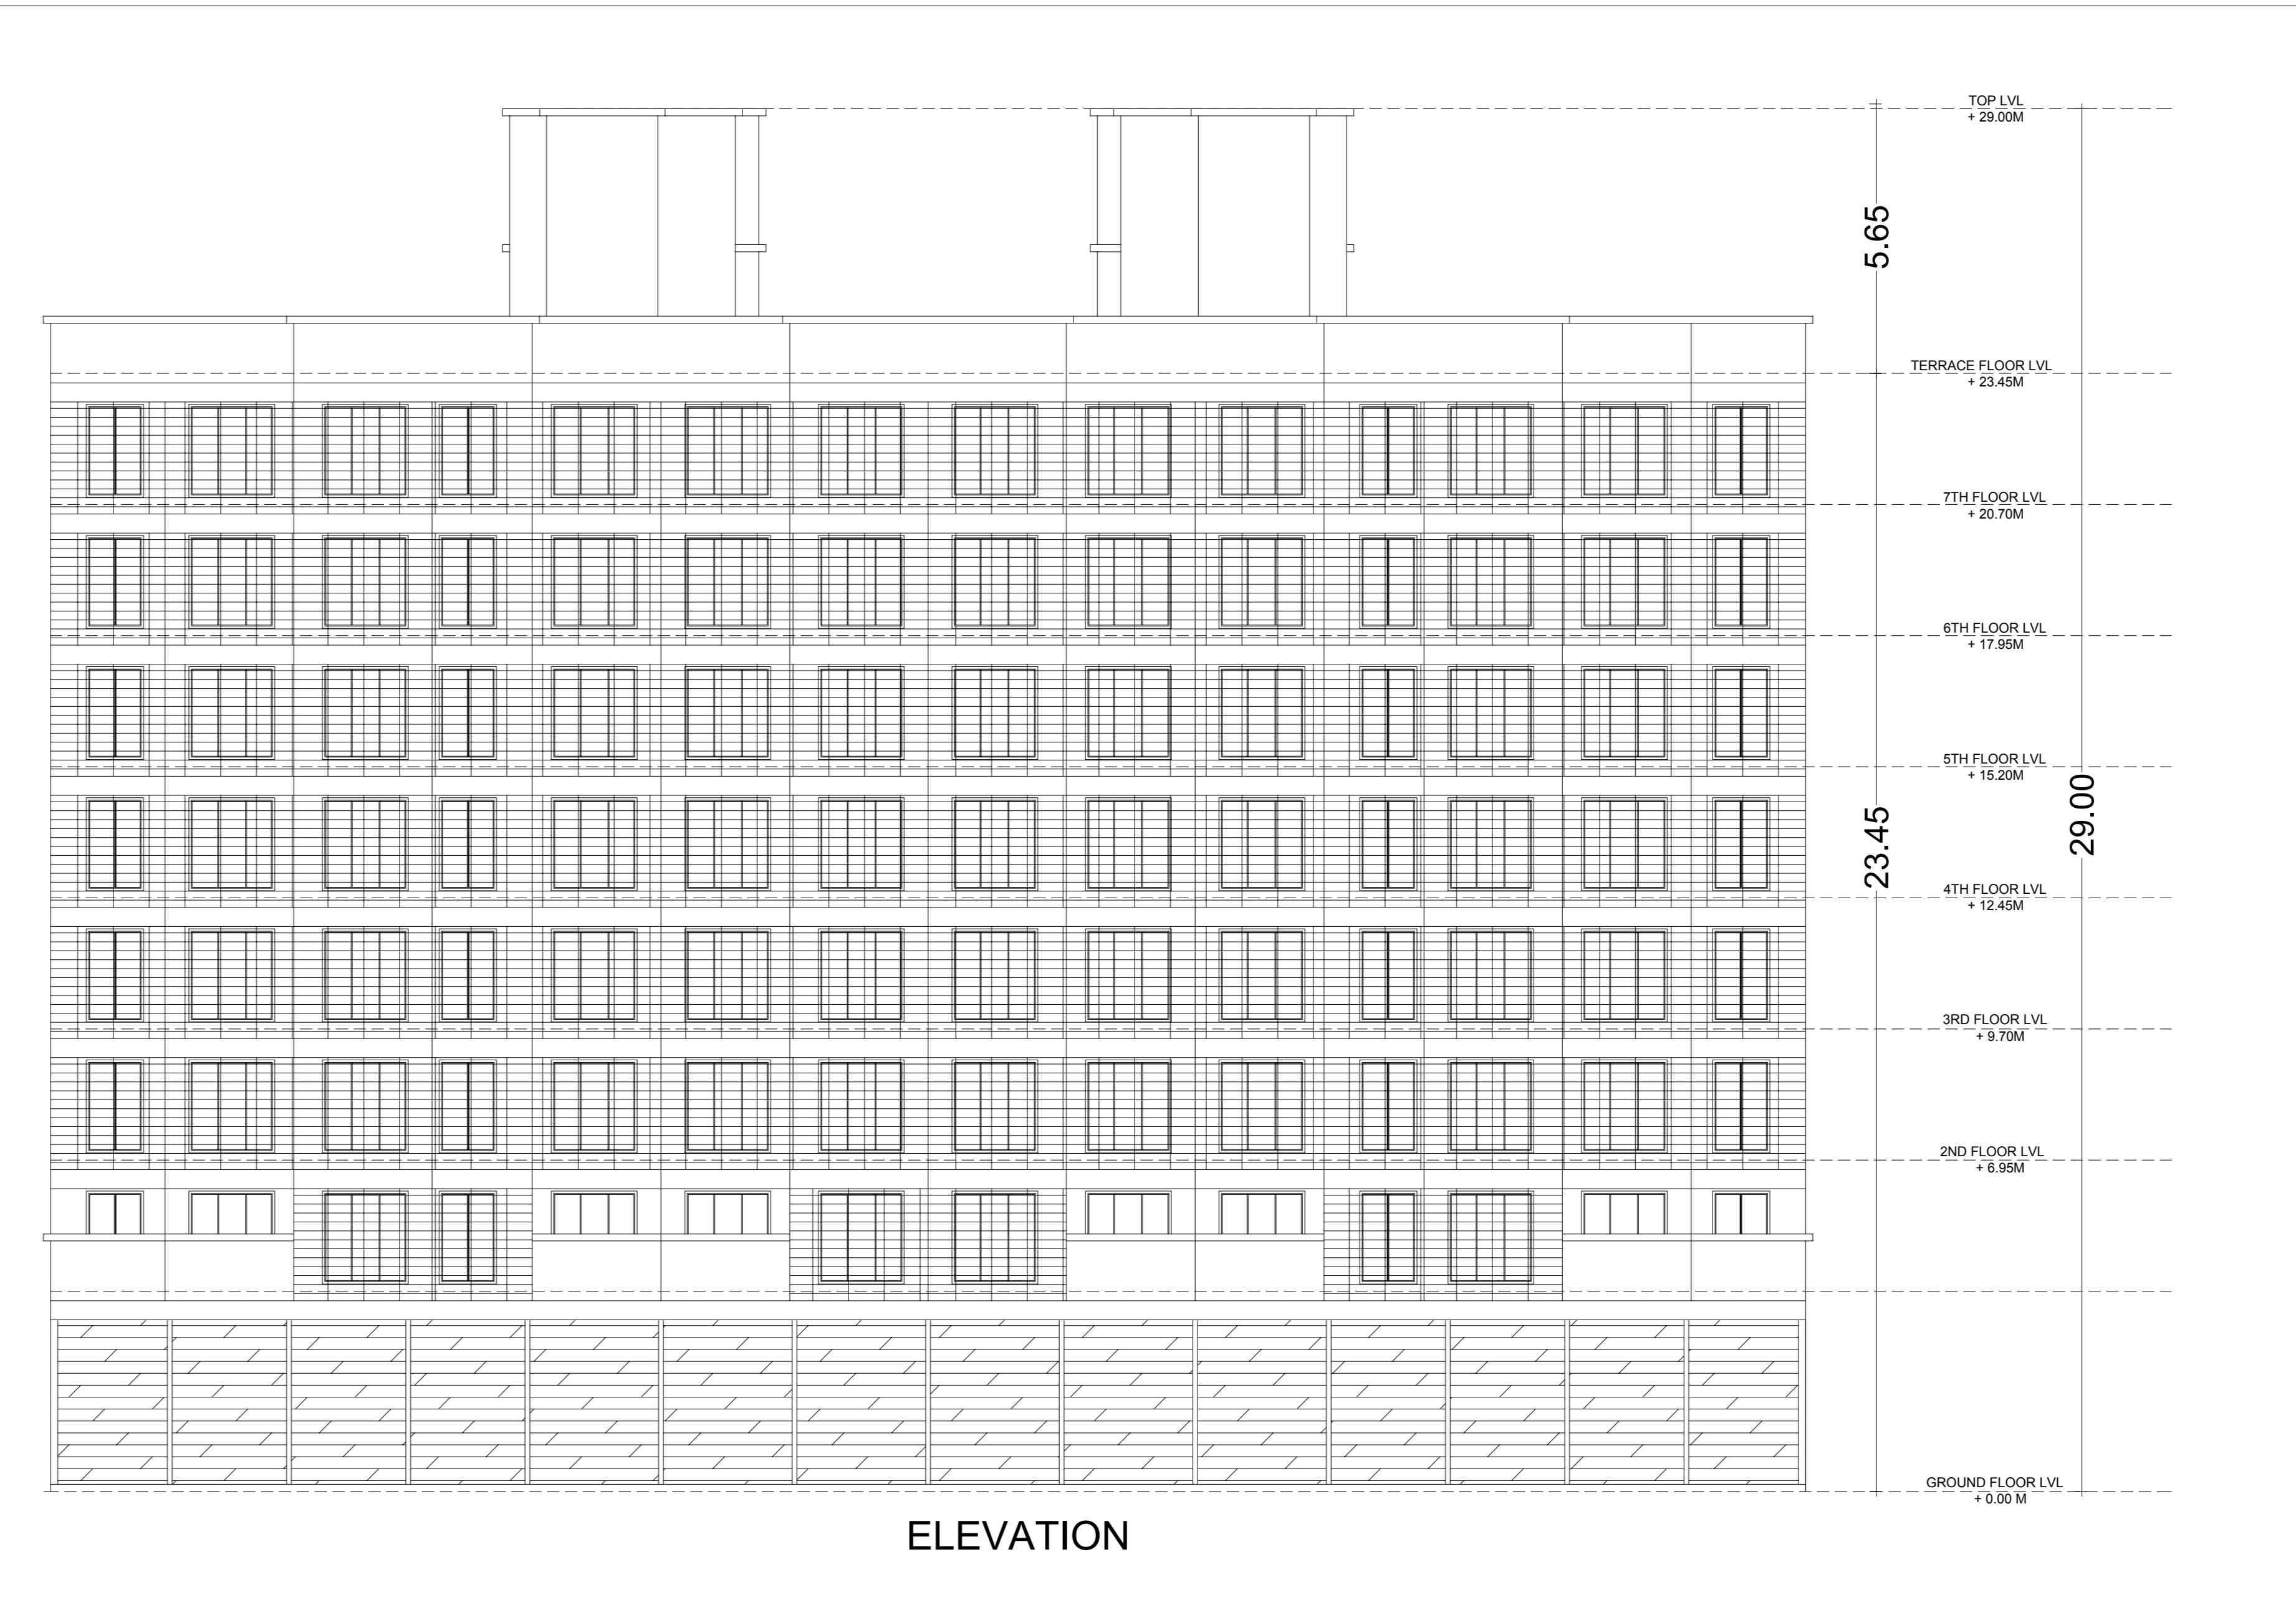 TOP LVL
+ 29.00M
5.65
TERRACE FLOOR LVL
+ 23.45M
7TH FLOOR LVL
+ 20.70M
6TH FLOOR LVL
+ 17.95M
5TH FLOOR LVL
+ 15.20M
29.00
23.45
4TH FLOOR LVL
+ 12.45M
3RD FLOOR LVL
+ 9.70M
2ND FLOOR LVL
+ 6.95M
GROUND FLOOR LVL
+ 0.00 M
ELEVATION